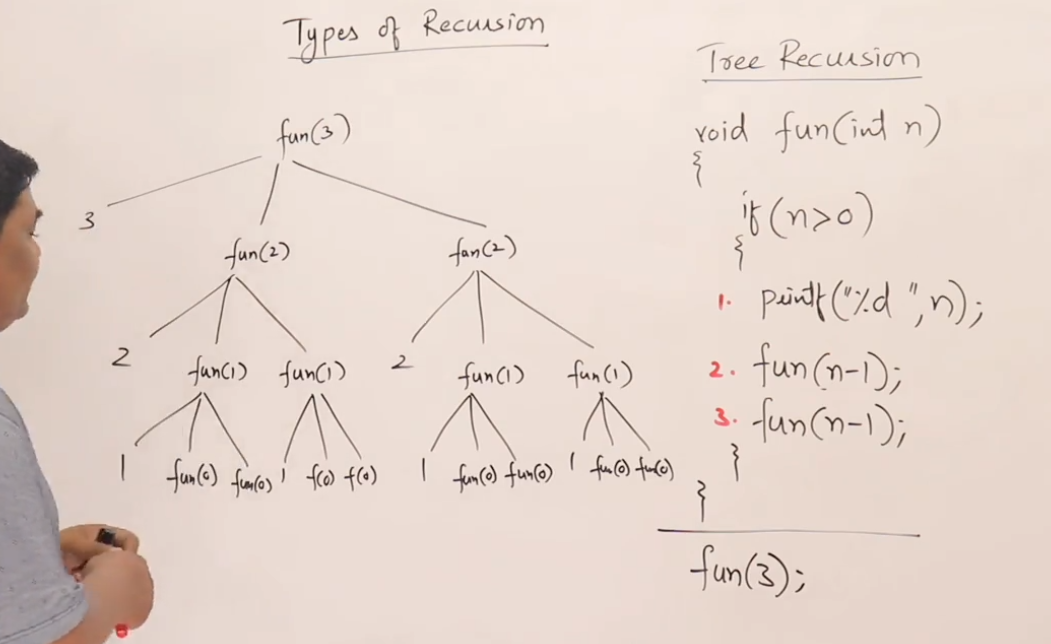 Types of Recursion
fun(3)
3
fun(2) fun(2)
2 fun(1) fun(1) 2 fun(1) fun(1)
1 fun(0) fun(0) 1 f(0) f(0) 1 fun(0) fun(0) 1 fun(0) fun(0)
Tree Recursion
void fun(int n)
{
if(n>0)
{
1. printf("%d ",n);
2. fun(n-1);
3. fun(n-1);
}
}
fun(3);